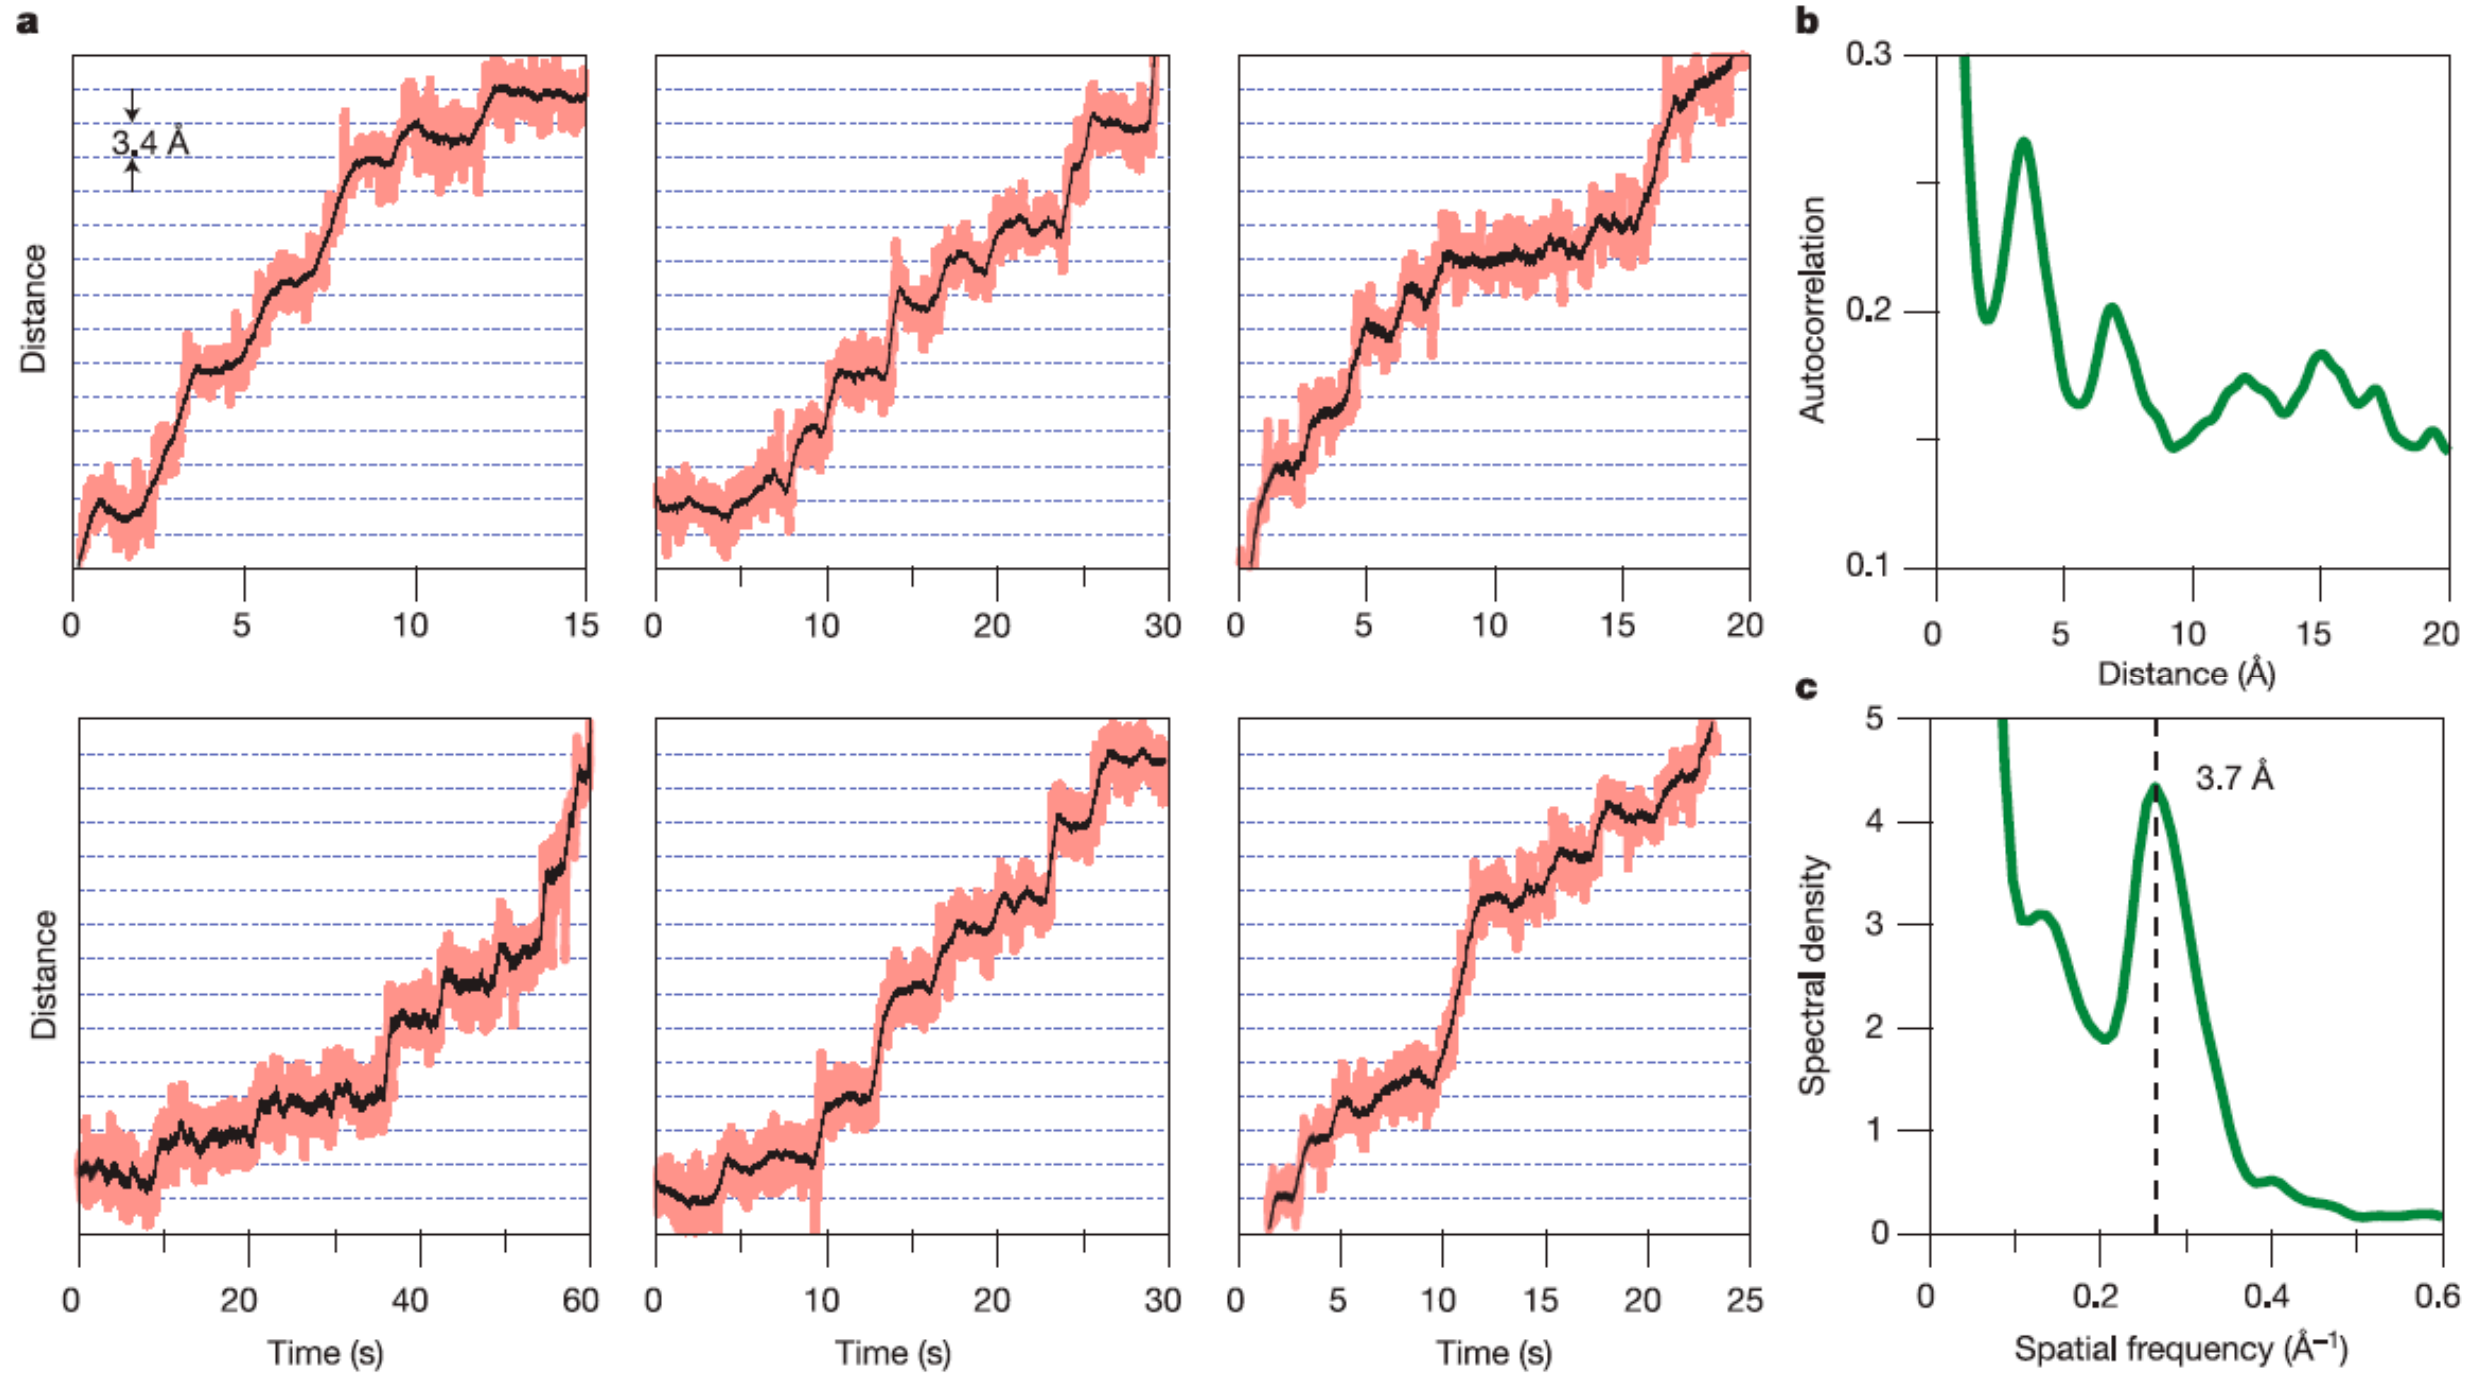 a
3.4 Å
Distance
0 5 10 15
0 10 20 30
0 5 10 15 20
b
0.3
0.2
0.1
Autocorrelation
0 5 10 15 20
Distance (Å)
Distance
0 20 40 60
Time (s)
0 10 20 30
Time (s)
0 5 10 15 20 25
Time (s)
c
5
4
3
2
1
0
3.7 Å
Spectral density
0 0.2 0.4 0.6
Spatial frequency (Å–1)